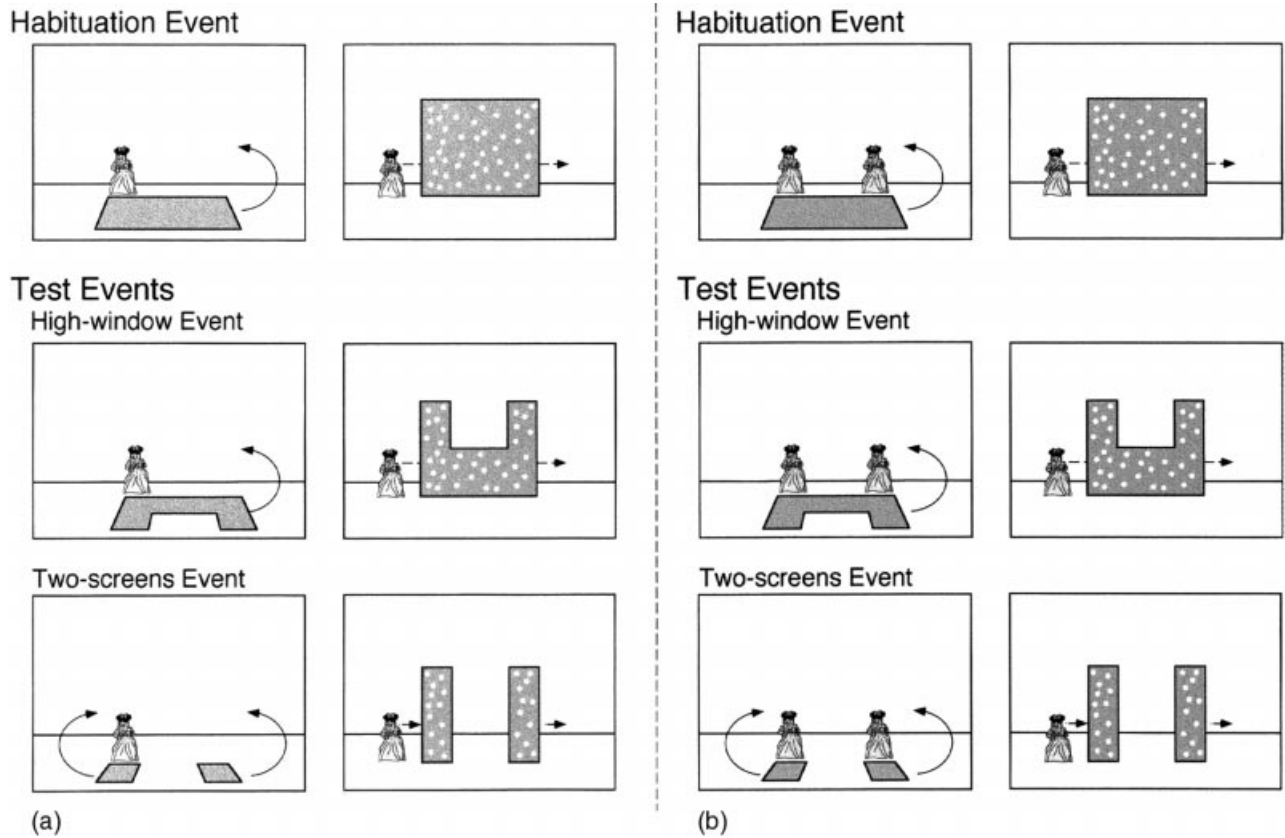 Habituation Event
Test Events
High-window Event
Two-screens Event
(a)
Habituation Event
Test Events
High-window Event
Two-screens Event
(b)